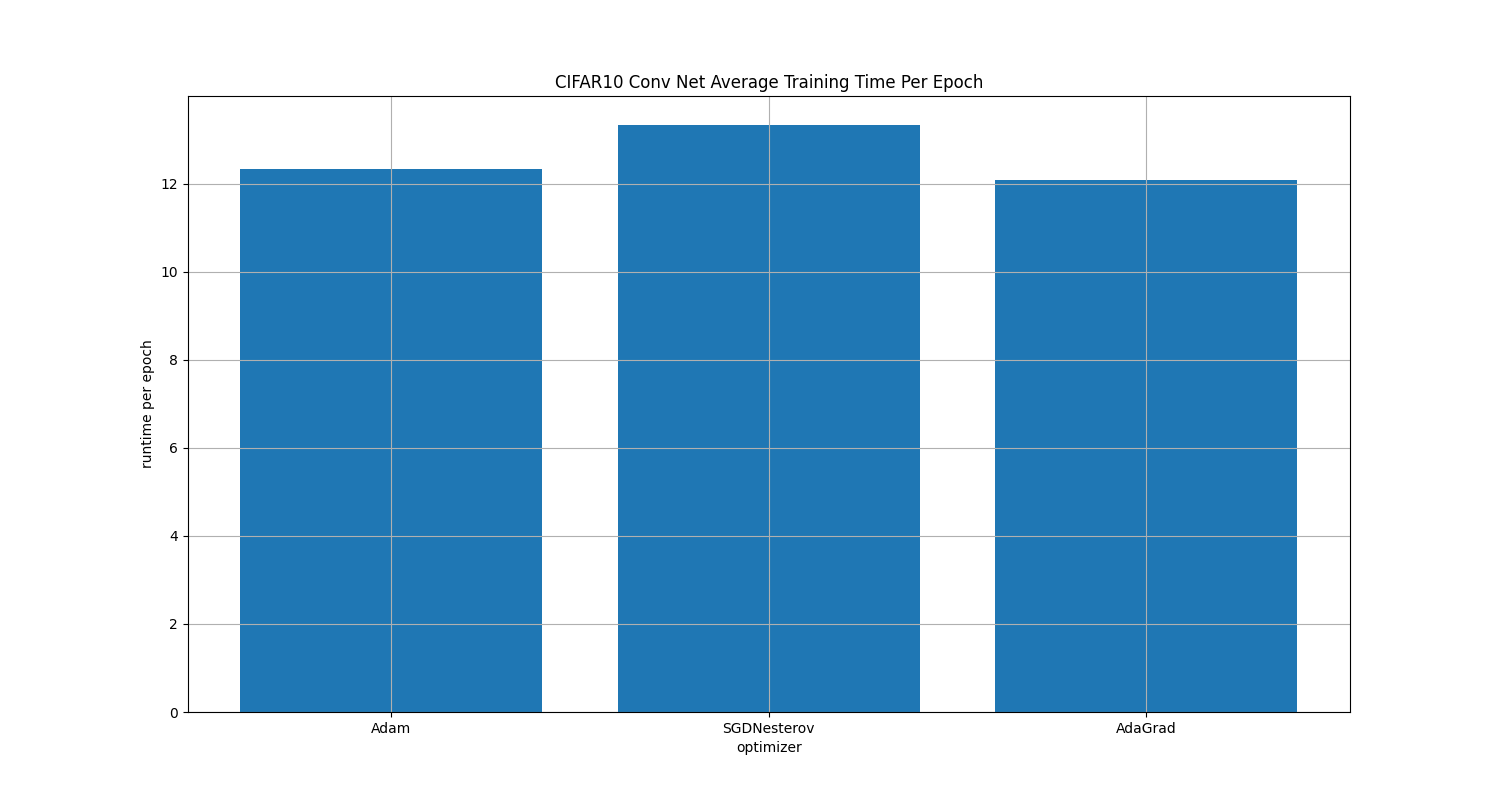 CIFAR10 Conv Net Average Training Time Per Epoch
runtime per epoch
12
10
8
6
4
2
0
Adam
SGDNesterov
AdaGrad
optimizer